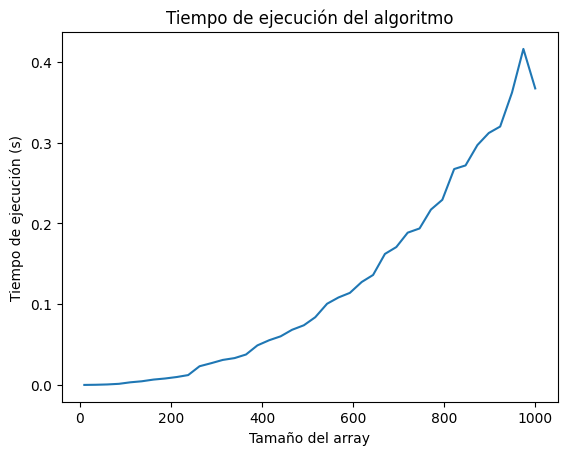 Tiempo de ejecución del algoritmo
Tiempo de ejecución (s)
0.4
0.3
0.2
0.1
0.0
0 200 400 600 800 1000
Tamaño del array